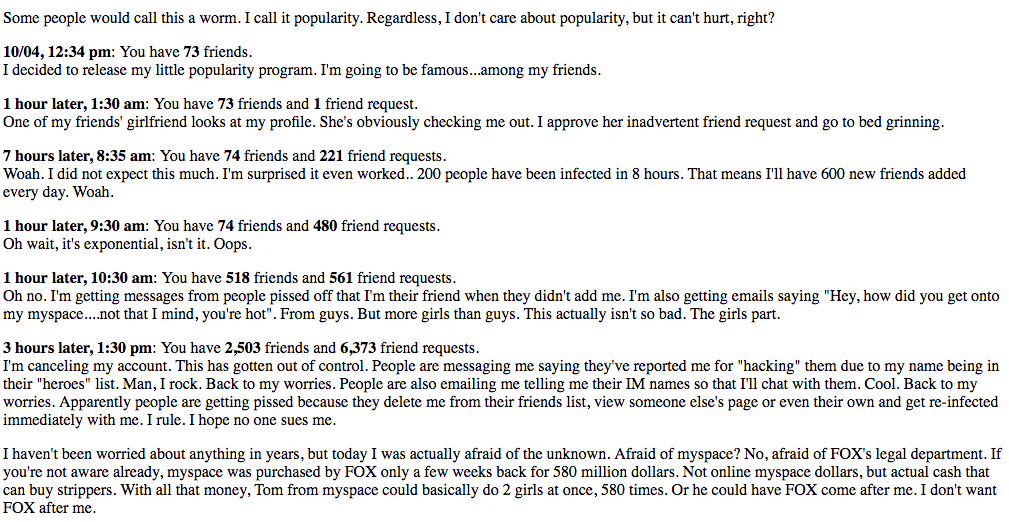 Some people would call this a worm. I call it popularity. Regardless, I don't care about popularity, but it can't hurt, right?
10/04, 12:34 pm: You have 73 friends.
I decided to release my little popularity program. I'm going to be famous...among my friends.
1 hour later, 1:30 am: You have 73 friends and 1 friend request.
One of my friends' girlfriend looks at my profile. She's obviously checking me out. I approve her inadvertent friend request and go to bed grinning.
7 hours later, 8:35 am: You have 74 friends and 221 friend requests.
Woah. I did not expect this much. I'm surprised it even worked.. 200 people have been infected in 8 hours. That means I'll have 600 new friends added
every day. Woah.
1 hour later, 9:30 am: You have 74 friends and 480 friend requests.
Oh wait, it's exponential, isn't it. Oops.
1 hour later, 10:30 am: You have 518 friends and 561 friend requests.
Oh no. I'm getting messages from people pissed off that I'm their friend when they didn't add me. I'm also getting emails saying "Hey, how did you get onto
my myspace....not that I mind, you're hot". From guys. But more girls than guys. This actually isn't so bad. The girls part.
3 hours later, 1:30 pm: You have 2,503 friends and 6,373 friend requests.
I'm canceling my account. This has gotten out of control. People are messaging me saying they've reported me for "hacking" them due to my name being in
their "heroes" list. Man, I rock. Back to my worries. People are also emailing me telling me their IM names so that I'll chat with them. Cool. Back to my
worries. Apparently people are getting pissed because they delete me from their friends list, view someone else's page or even their own and get re-infected
immediately with me. I rule. I hope no one sues me.
I haven't been worried about anything in years, but today I was actually afraid of the unknown. Afraid of myspace? No, afraid of FOX's legal department. If
you're not aware already, myspace was purchased by FOX only a few weeks back for 580 million dollars. Not online myspace dollars, but actual cash that
can buy strippers. With all that money, Tom from myspace could basically do 2 girls at once, 580 times. Or he could have FOX come after me. I don't want
FOX after me.